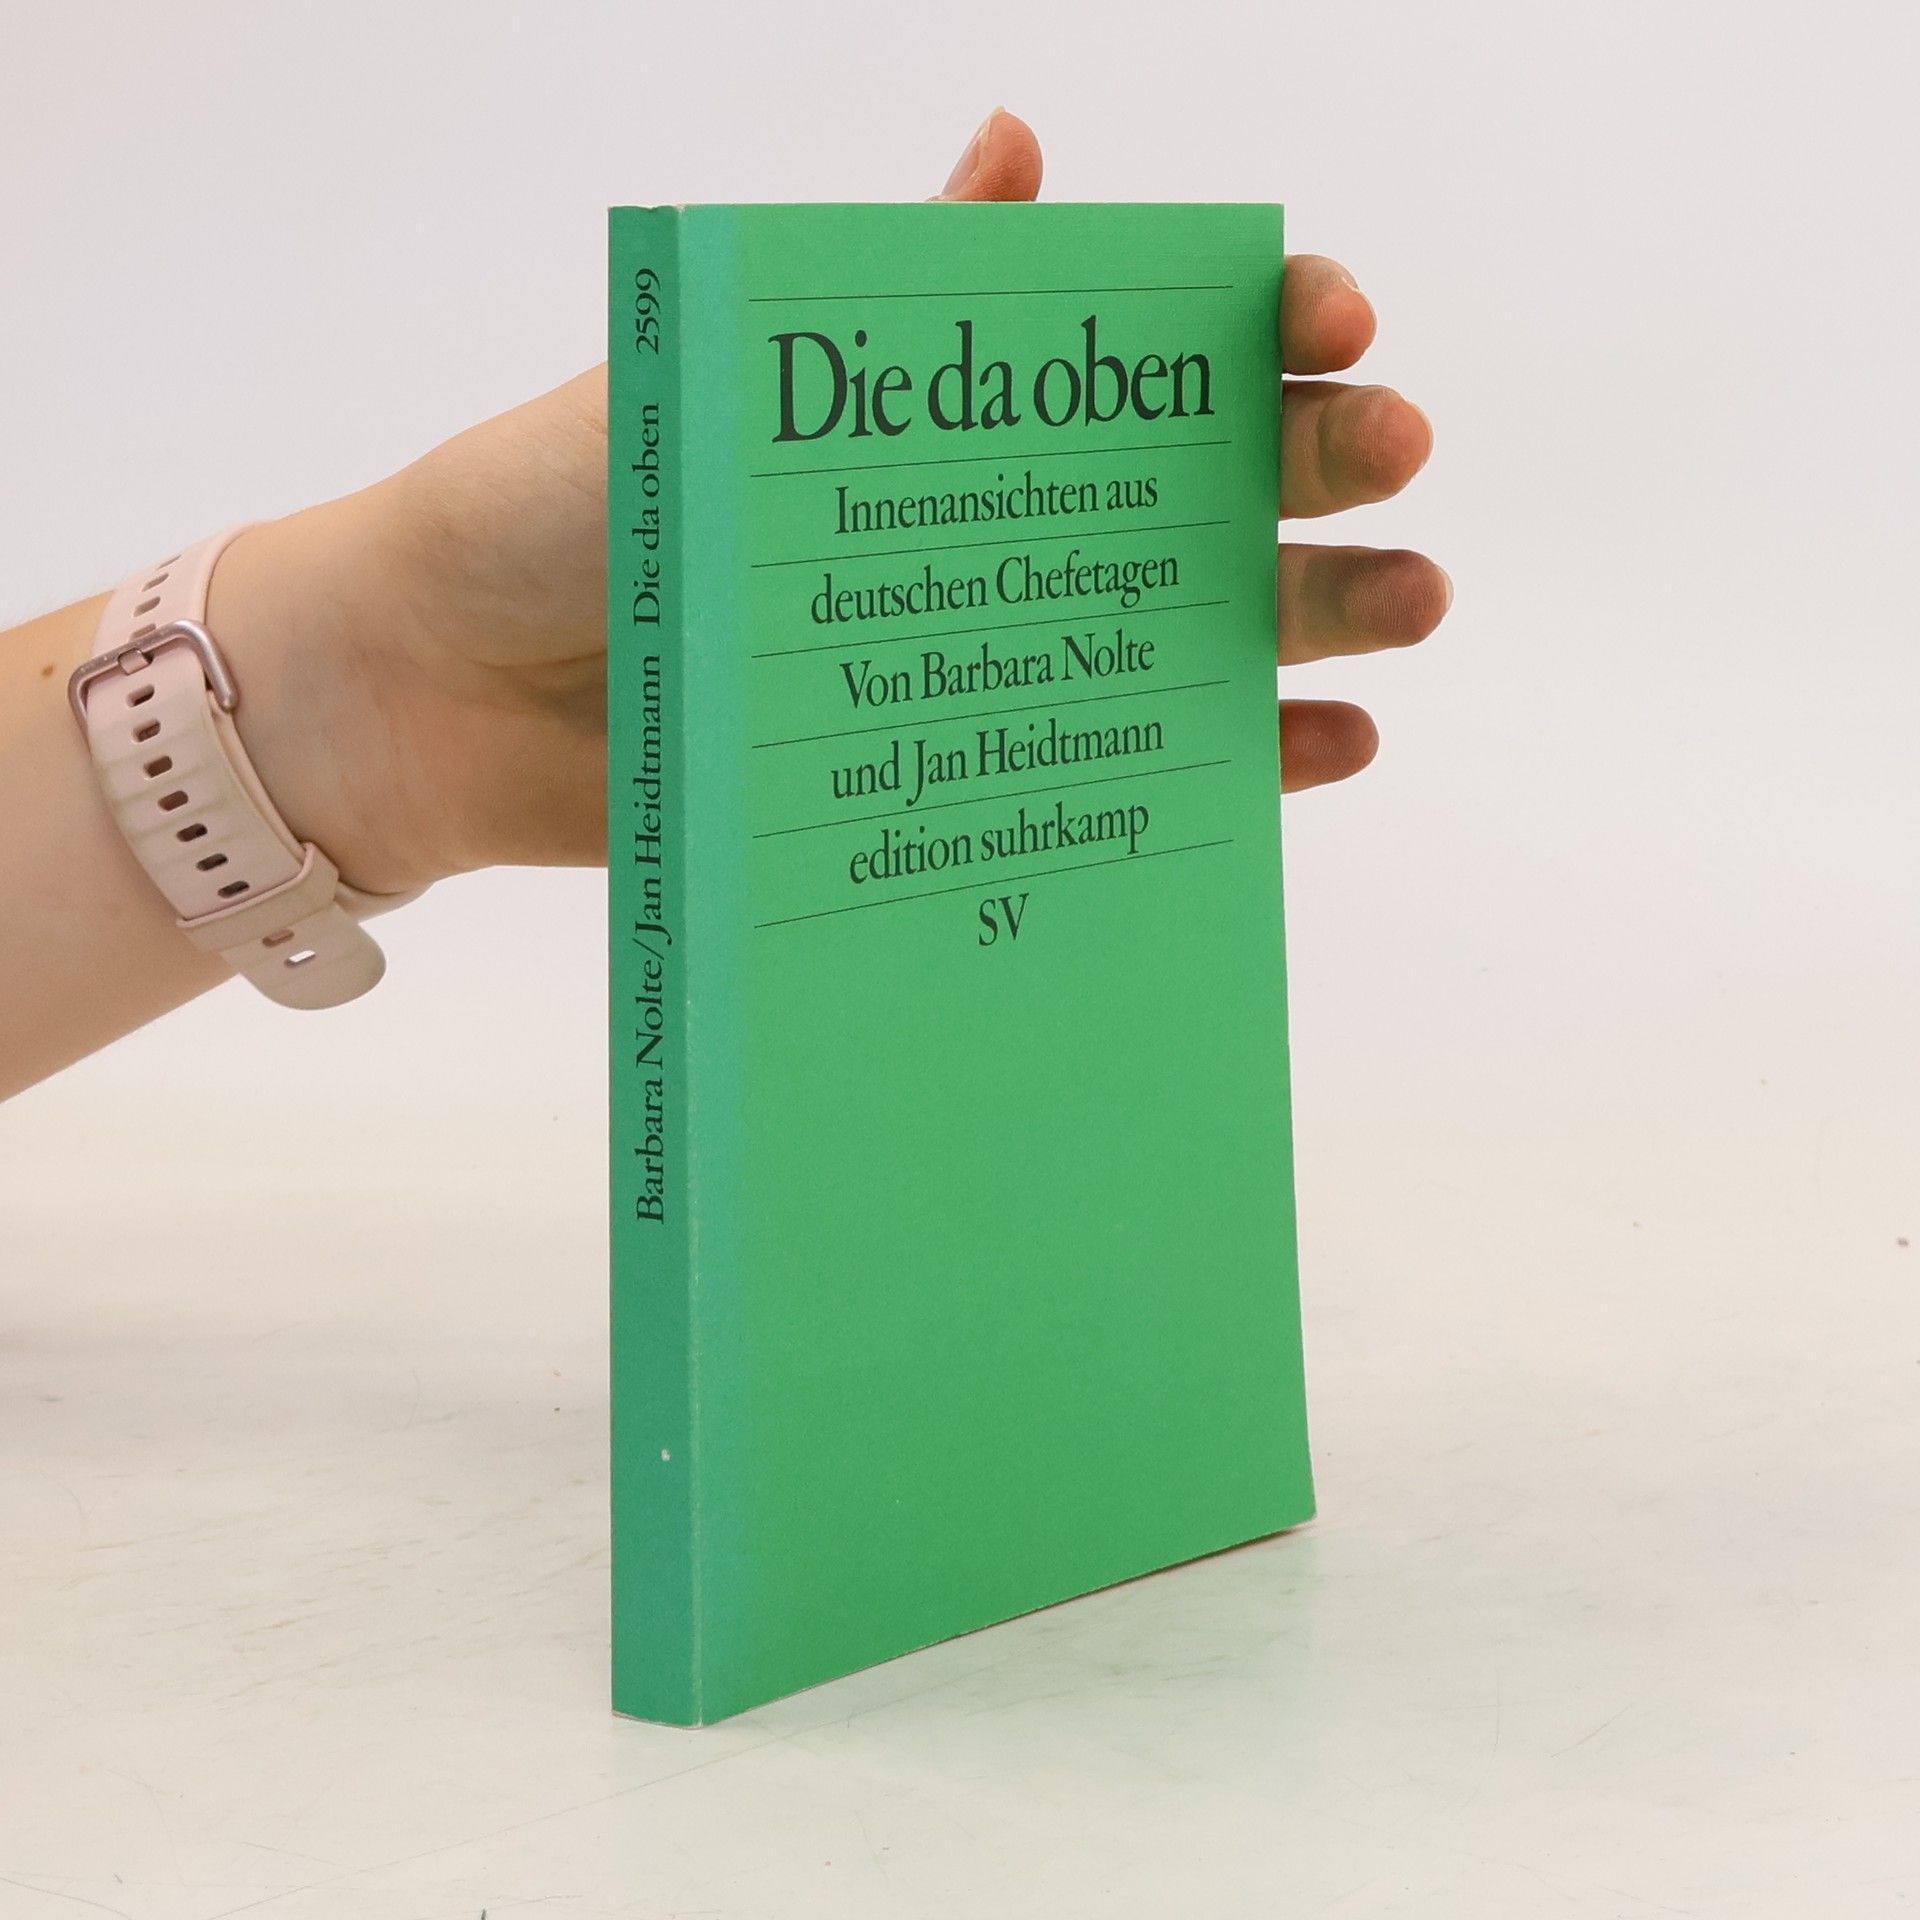 Barbara Nolte/Jan Heidtmann Die da oben 2599
Die da oben
Innenansichten aus
deutschen Chefetagen
Von Barbara Nolte
und Jan Heidtmann
edition suhrkamp
SV